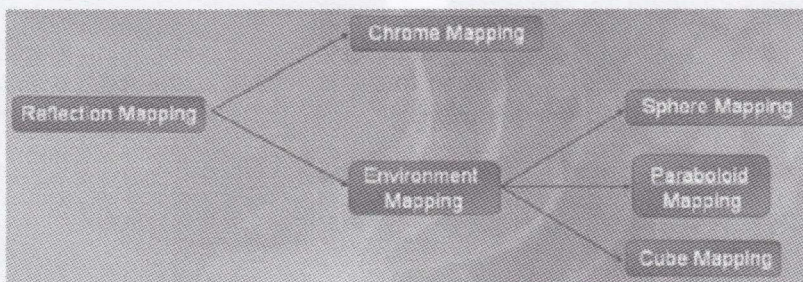 Chrome Mapping
Reflection Mapping
Sphere Mapping
Environment
Mapping
Paraboloid
Mapping
Cube Mapping